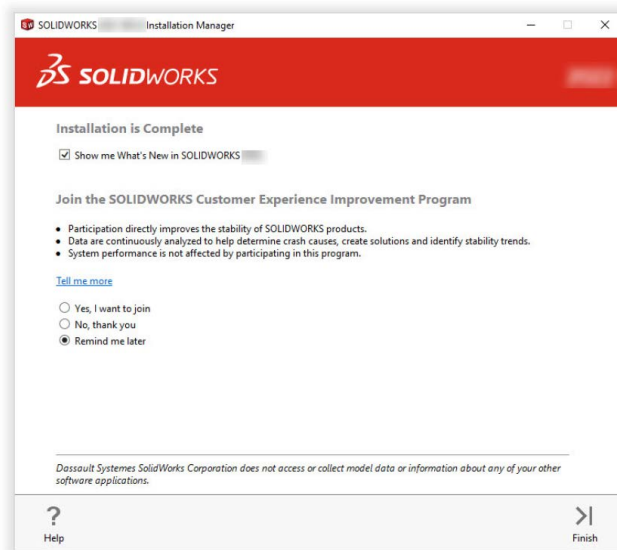 SOLIDWORKS Installation Manager
SOLIDWORKS
Installation is Complete
Show me What's New in SOLIDWORKS
Join the SOLIDWORKS Customer Experience Improvement Program
Participation directly improves the stability of SOLIDWORKS products.
Data are continuously analyzed to help determine crash causes, create solutions and identify stability trends.
System performance is not affected by participating in this program.
Tell me more
Yes, I want to join
No, thank you
Remind me later
Dassault Systemes SolidWorks Corporation does not access or collect model data or information about any of your other
software applications.
Help
Finish